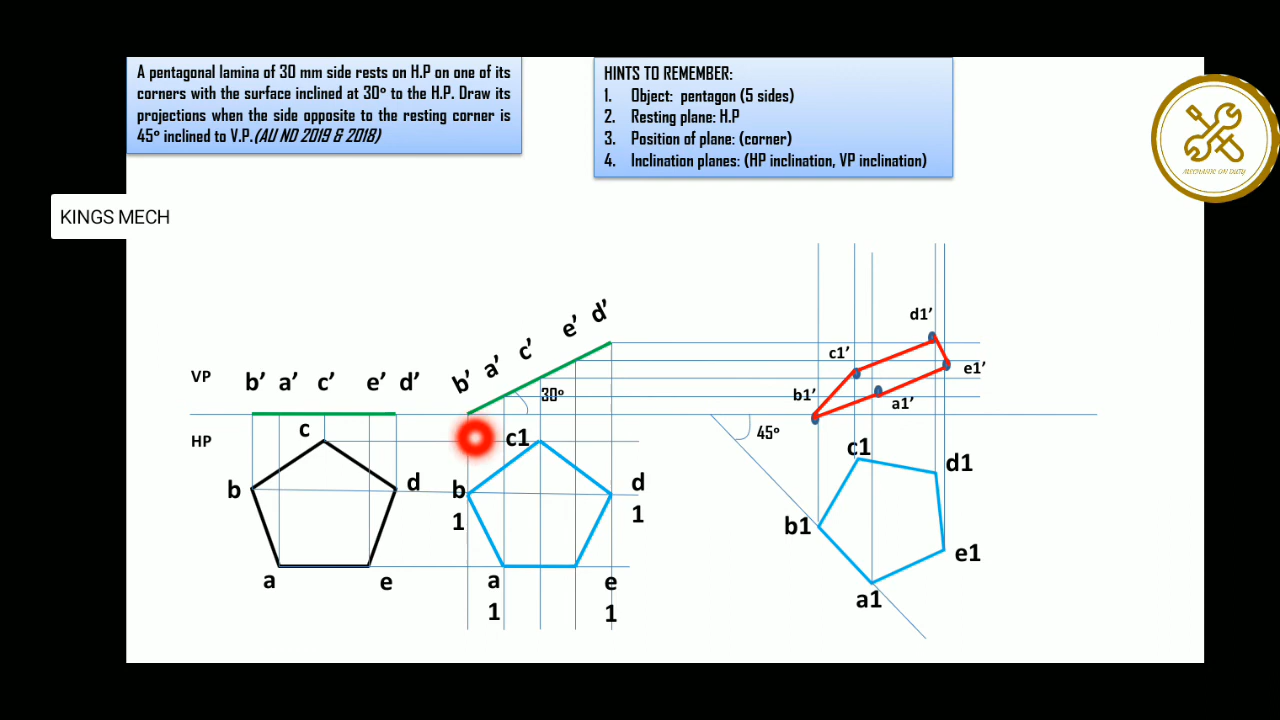 A pentagonal lamina of 30 mm side rests on H.P on one of its
corners with the surface inclined at 30° to the H.P. Draw its
projections when the side opposite to the resting corner is
45° inclined to V.P.(AU ND 2019 & 2018)
HINTS TO REMEMBER:
1. Object: pentagon (5 sides)
2. Resting plane: H.P
3. Position of plane: (corner)
4. Inclination planes: (HP inclination, VP inclination)
MECHANIC ON DUTY
KINGS MECH
VP
b’ a’ c’ e’ d’
b’ a’ c’ e’ d’
30°
d1’
c1’
e1’
b1’
a1’
HP
45°
c
b
d
a
e
c1
b
1
d
1
a
1
e
1
c1
d1
b1
e1
a1